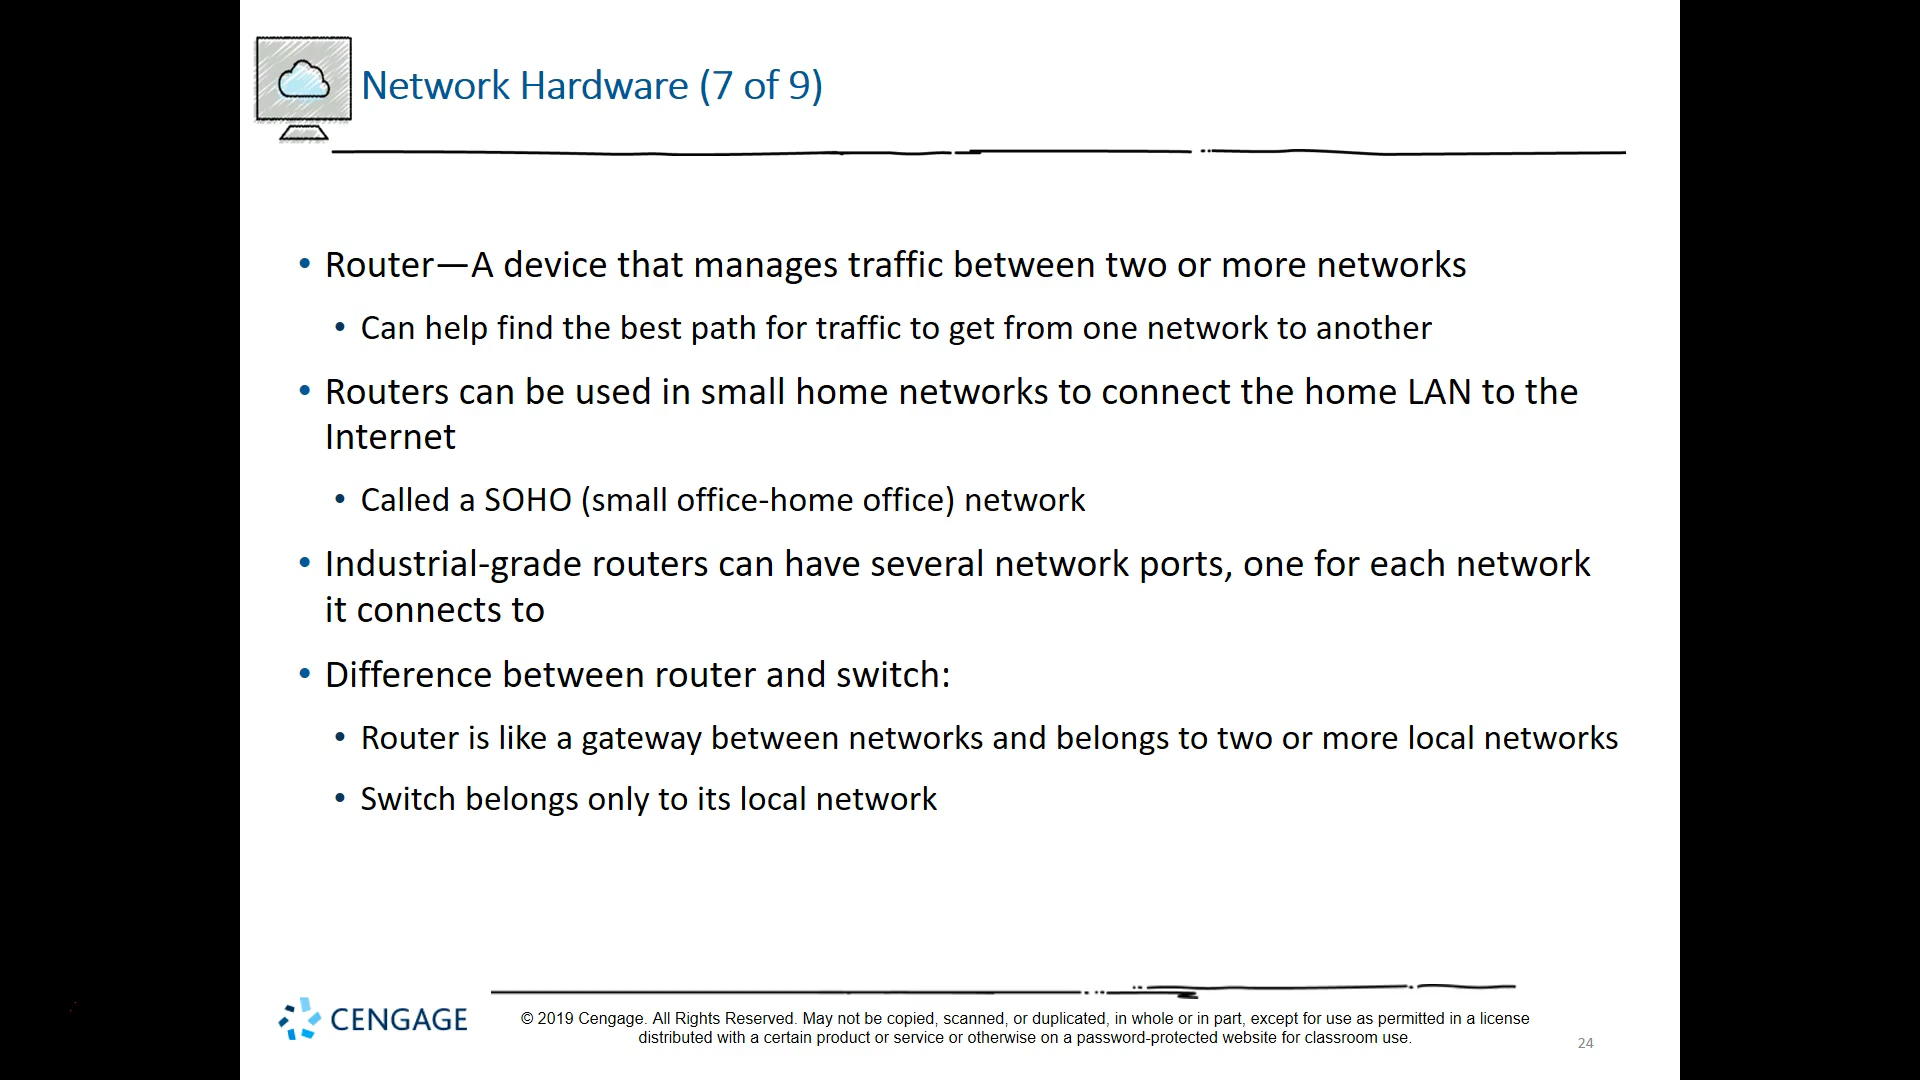 Network Hardware (7 of 9)
• Router—A device that manages traffic between two or more networks
• Can help find the best path for traffic to get from one network to another
• Routers can be used in small home networks to connect the home LAN to the
Internet
• Called a SOHO (small office-home office) network
• Industrial-grade routers can have several network ports, one for each network
it connects to
• Difference between router and switch:
• Router is like a gateway between networks and belongs to two or more local networks
• Switch belongs only to its local network
CENGAGE
© 2019 Cengage. All Rights Reserved. May not be copied, scanned, or duplicated, in whole or in part, except for use as permitted in a license
distributed with a certain product or service or otherwise on a password-protected website for classroom use.
24